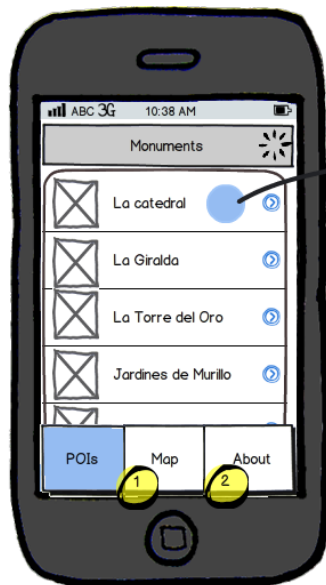 ABC 3G 10:38 AM
Monuments
La catedral
La Giralda
La Torre del Oro
Jardines de Murillo
POIs Map About
1 2